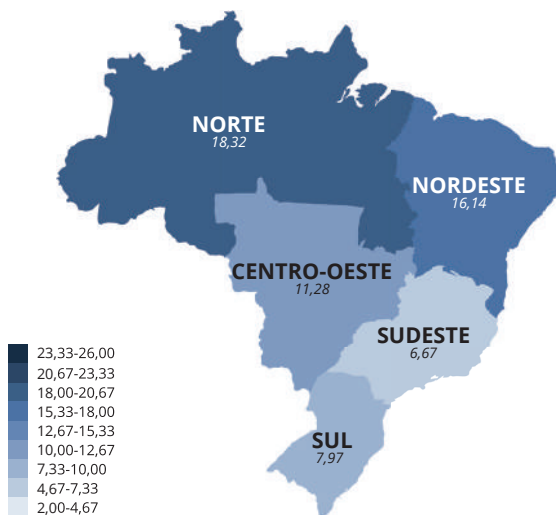 NORTE
18,32
NORDESTE
16,14
CENTRO-OESTE
11,28
SUDESTE
6,67
SUL
7,97
23,33-26,00
20,67-23,33
18,00-20,67
15,33-18,00
12,67-15,33
10,00-12,67
7,33-10,00
4,67-7,33
2,00-4,67